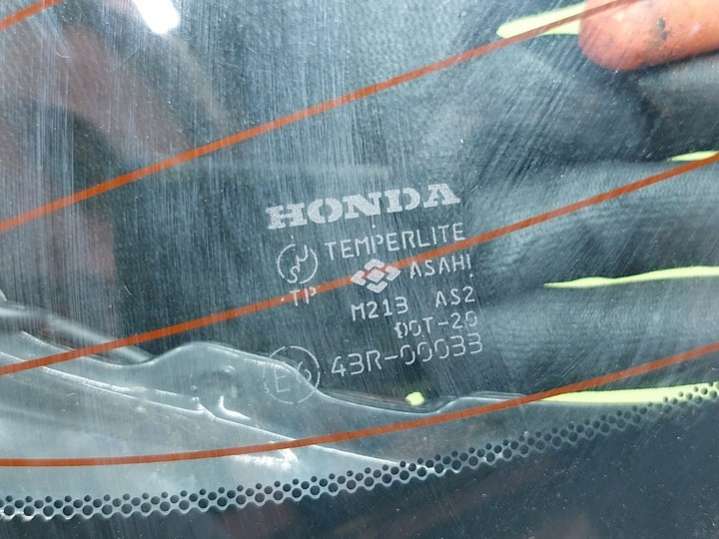 HONDA
TEMPERLITE
TP ASAHI
M213 AS2
DOT-20
E6 43R-00033